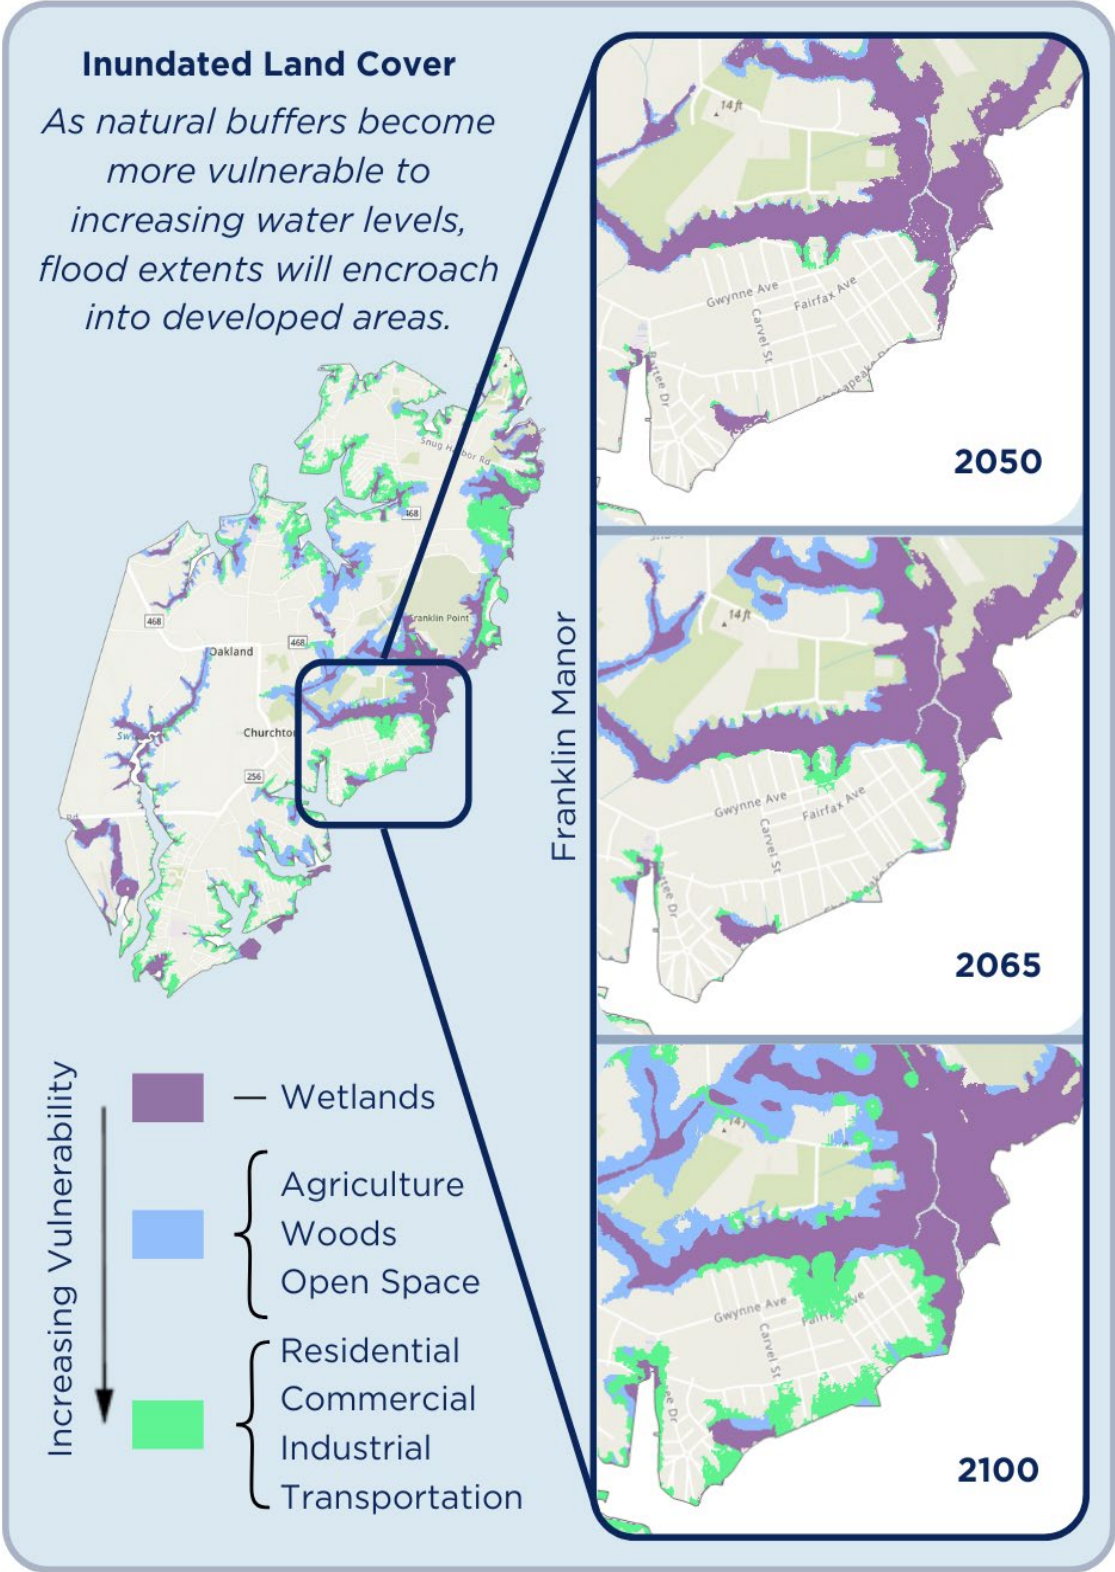 Inundated Land Cover
As natural buffers become
more vulnerable to
increasing water levels,
flood extents will encroach
into developed areas.
Snug Harbor Rd
468
468
468
Oakland
Franklin Point
Churchton
256
Rd
Franklin Manor
14 ft
Gwynne Ave
Fairfax Ave
Carvel St
2050
14 ft
Gwynne Ave
Fairfax Ave
Carvel St
2065
Gwynne Ave
Ave
Carvel St
Dr
2100
Increasing Vulnerability
Wetlands
Agriculture
Woods
Open Space
Residential
Commercial
Industrial
Transportation